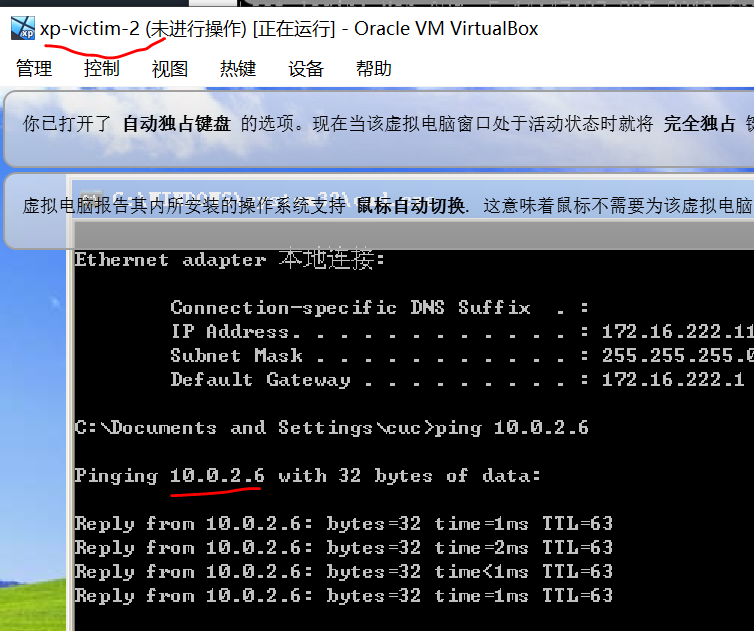 xp-victim-2 (未进行操作) [正在运行] - Oracle VM VirtualBox
管理 控制 视图 热键 设备 帮助
你已打开了 自动独占键盘 的选项。现在当该虚拟电脑窗口处于活动状态时就将 完全独占
虚拟电脑报告其内所安装的操作系统支持 鼠标自动切换. 这意味着鼠标不需要为该虚拟电脑
Ethernet adapter 本地连接:
Connection-specific DNS Suffix . :
IP Address. . . . . . . . . . . . : 172.16.222.11
Subnet Mask . . . . . . . . . . . : 255.255.255.0
Default Gateway . . . . . . . . . : 172.16.222.1
C:\Documents and Settings\cuc>ping 10.0.2.6
Pinging 10.0.2.6 with 32 bytes of data:
Reply from 10.0.2.6: bytes=32 time=1ms TTL=63
Reply from 10.0.2.6: bytes=32 time=2ms TTL=63
Reply from 10.0.2.6: bytes=32 time<1ms TTL=63
Reply from 10.0.2.6: bytes=32 time=1ms TTL=63